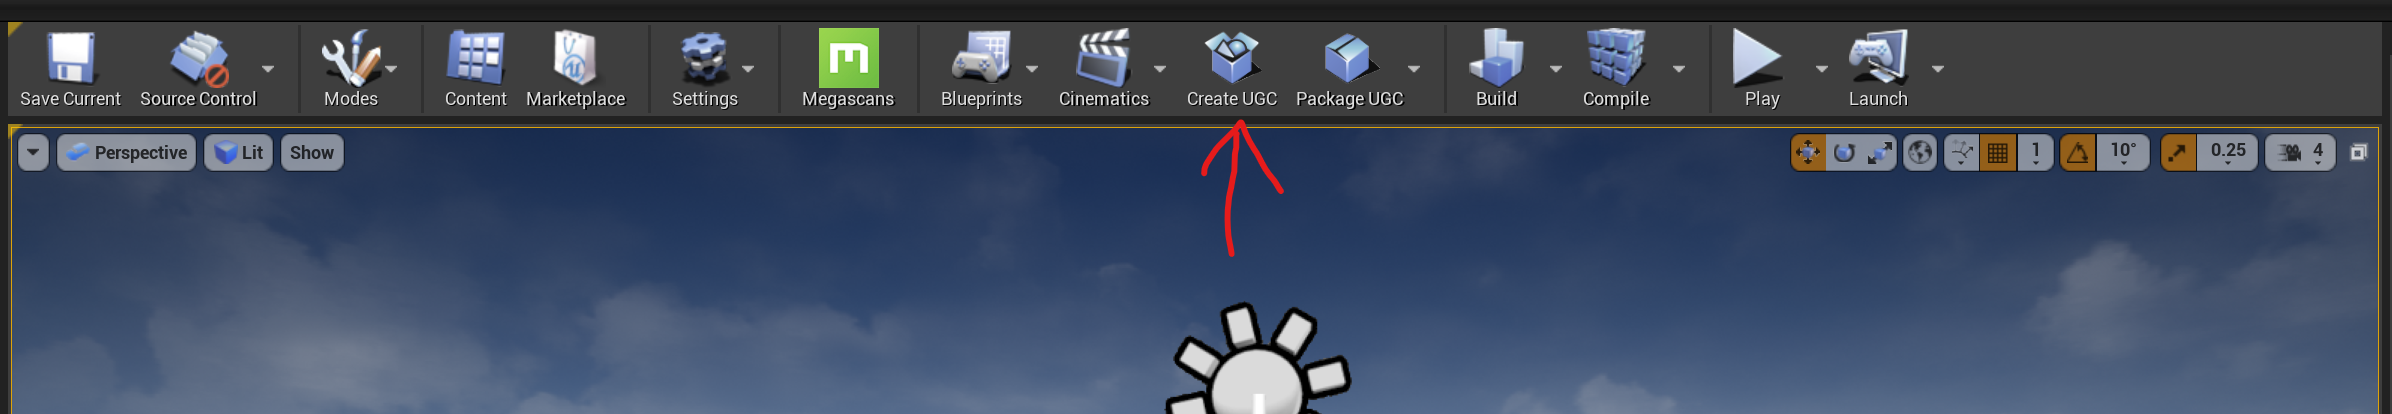 Save Current Source Control Modes Content Marketplace Settings Megascans Blueprints Cinematics Create UGC Package UGC Build Compile Play Launch
Perspective Lit Show 1 10° 0.25 4